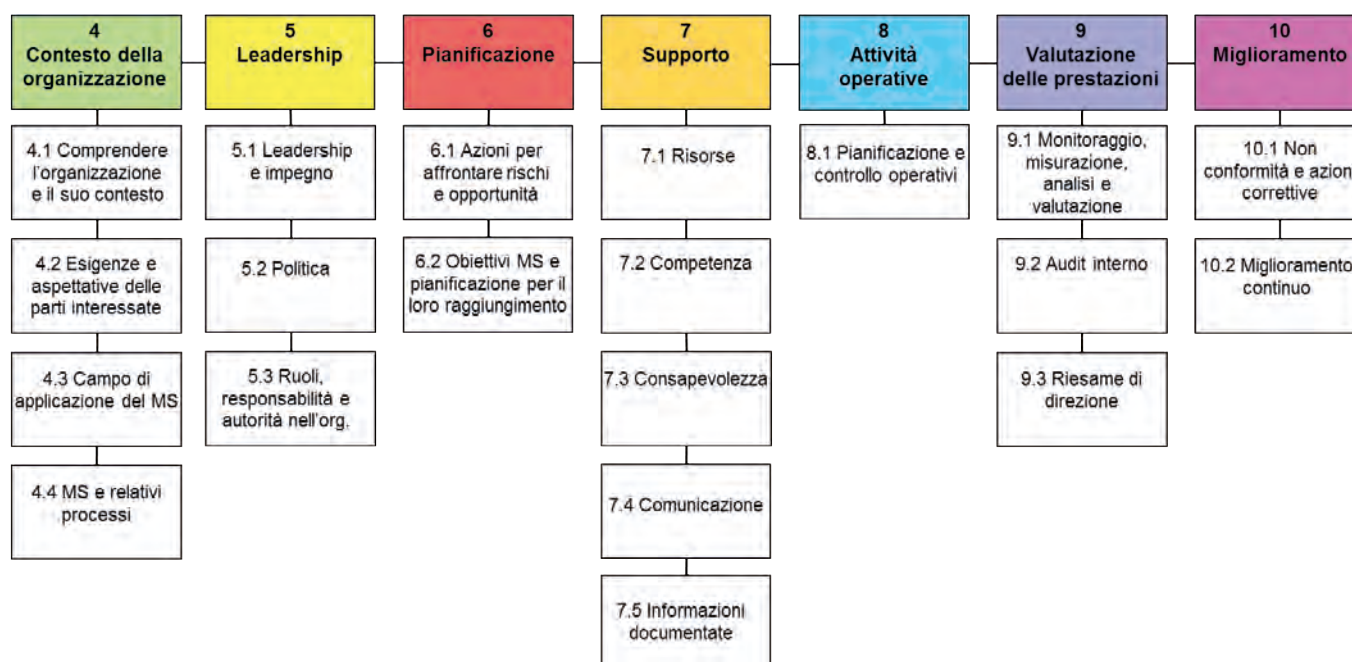 4
Contesto della
organizzazione
4.1 Comprendere
l'organizzazione
e il suo contesto
4.2 Esigenze e
aspettative delle
parti interessate
4.3 Campo di
applicazione del MS
4.4 MS e relativi
processi
5
Leadership
5.1 Leadership
e impegno
5.2 Politica
5.3 Ruoli,
responsabilità e
autorità nell'org.
6
Pianificazione
6.1 Azioni per
affrontare rischi
e opportunità
6.2 Obiettivi MS e
pianificazione per il
loro raggiungimento
7
Supporto
7.1 Risorse
7.2 Competenza
7.3 Consapevolezza
7.4 Comunicazione
7.5 Informazioni
documentate
8
Attività
operative
8.1 Pianificazione e
controllo operativi
9
Valutazione
delle prestazioni
9.1 Monitoraggio,
misurazione,
analisi e
valutazione
9.2 Audit interno
9.3 Riesame di
direzione
10
Miglioramento
10.1 Non
conformità e azion
correttive
10.2 Miglioramento
continuo